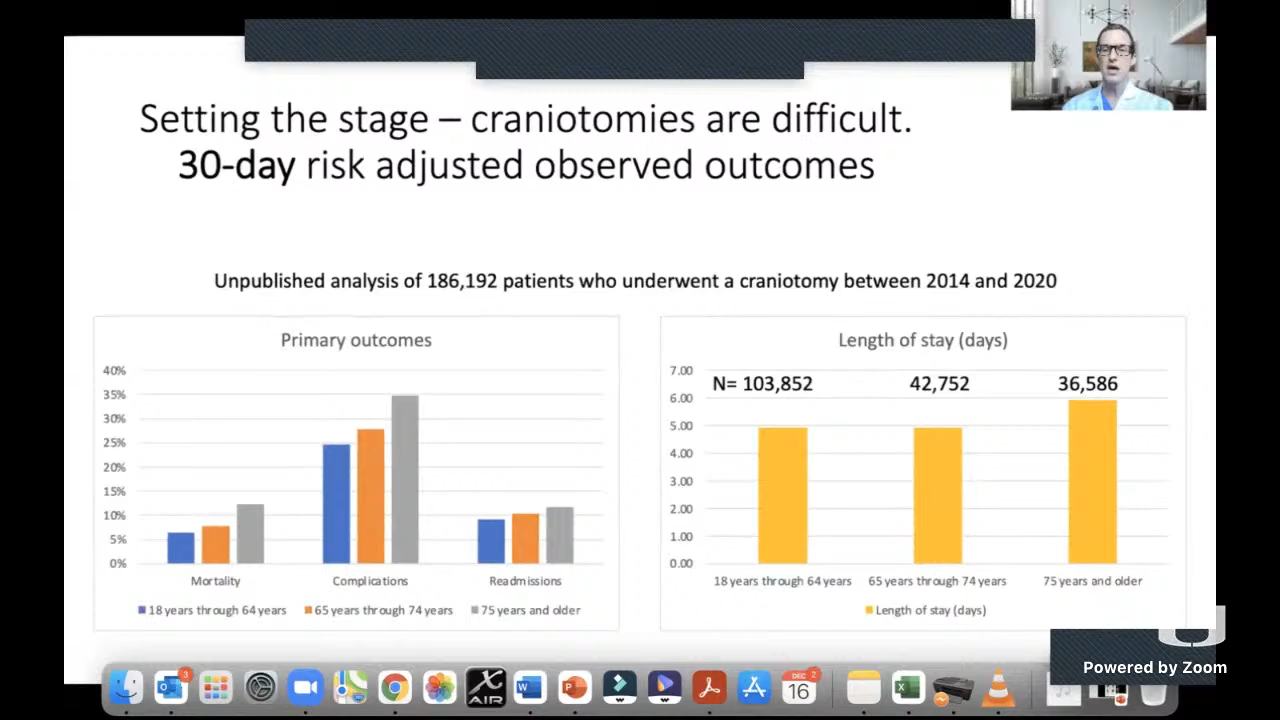 Setting the stage – craniotomies are difficult.
30-day risk adjusted observed outcomes
Unpublished analysis of 186,192 patients who underwent a craniotomy between 2014 and 2020
Primary outcomes
40%
35%
30%
25%
20%
15%
10%
5%
0%
Mortality
Complications
Readmissions
18 years through 64 years
65 years through 74 years
75 years and older
Length of stay (days)
7.00
6.00
5.00
4.00
3.00
2.00
1.00
0.00
N= 103,852
42,752
36,586
18 years through 64 years
65 years through 74 years
75 years and older
Length of stay (days)
Powered by Zoom
3
X
AIR
W
P
DEC
2
16
X